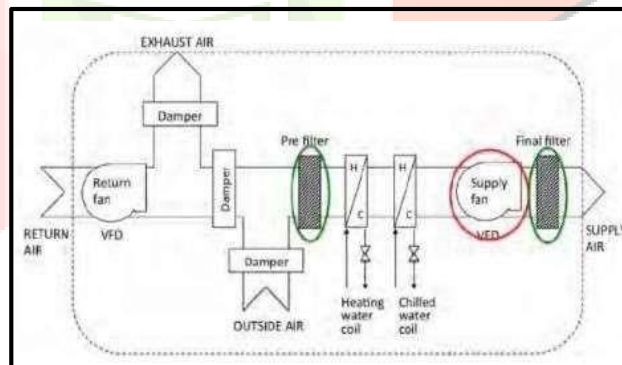 EXHAUST AIR
Damper
Pre filter
Final filter
H
H
Return
fan
Damper
Supply
fan
C
C
RETURN
AIR
VFD
VFD
SUPPLY
AIR
Damper
OUTSIDE AIR
Heating
water
coil
Chilled
water
coil